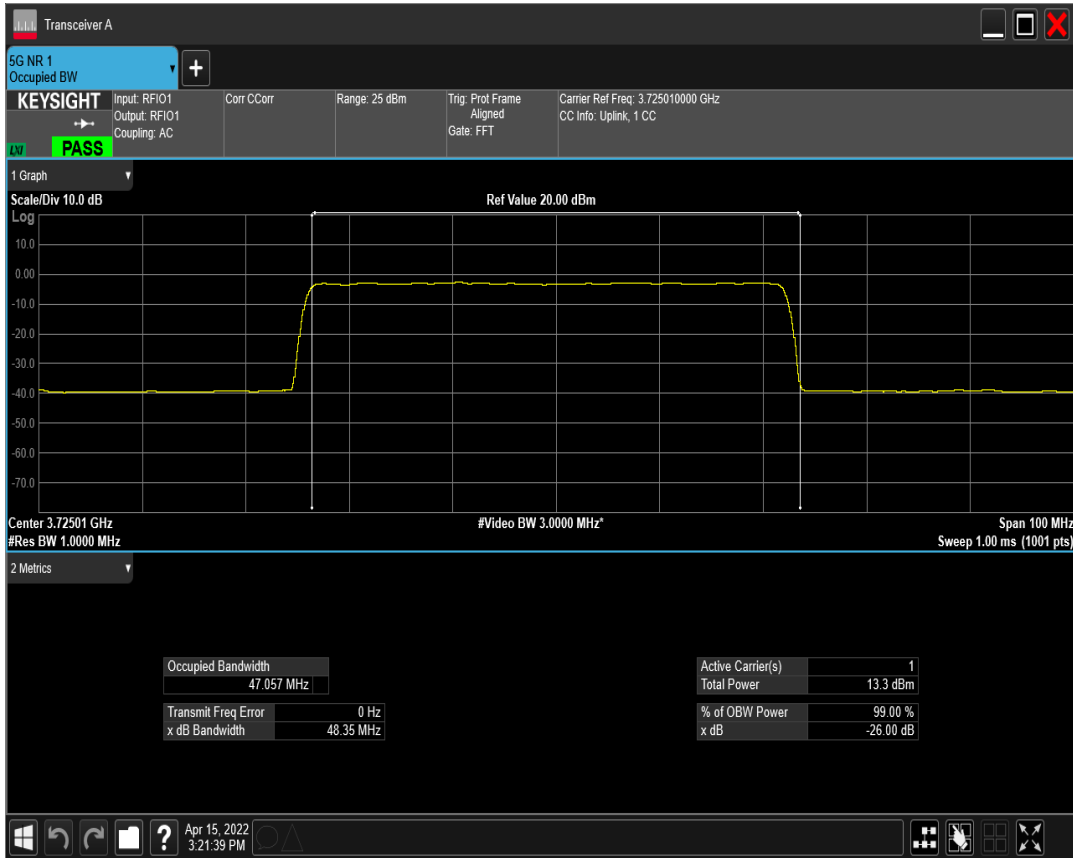 Transceiver A
5G NR 1
Occupied BW
+
KEYSIGHT
LXI
PASS
Input: RFIO1
Output: RFIO1
Coupling: AC
Corr CCorr
Range: 25 dBm
Trig: Prot Frame
Aligned
Gate: FFT
Carrier Ref Freq: 3.725010000 GHz
CC Info: Uplink, 1 CC
1 Graph
Scale/Div 10.0 dB
Ref Value 20.00 dBm
Log
10.0
0.00
-10.0
-20.0
-30.0
-40.0
-50.0
-60.0
-70.0
Center 3.72501 GHz
#Video BW 3.0000 MHz*
Span 100 MHz
#Res BW 1.0000 MHz
Sweep 1.00 ms (1001 pts)
2 Metrics
Occupied Bandwidth
47.057 MHz
Transmit Freq Error 0 Hz
x dB Bandwidth 48.35 MHz
Active Carrier(s) 1
Total Power 13.3 dBm
% of OBW Power 99.00 %
x dB -26.00 dB
?
Apr 15, 2022
3:21:39 PM